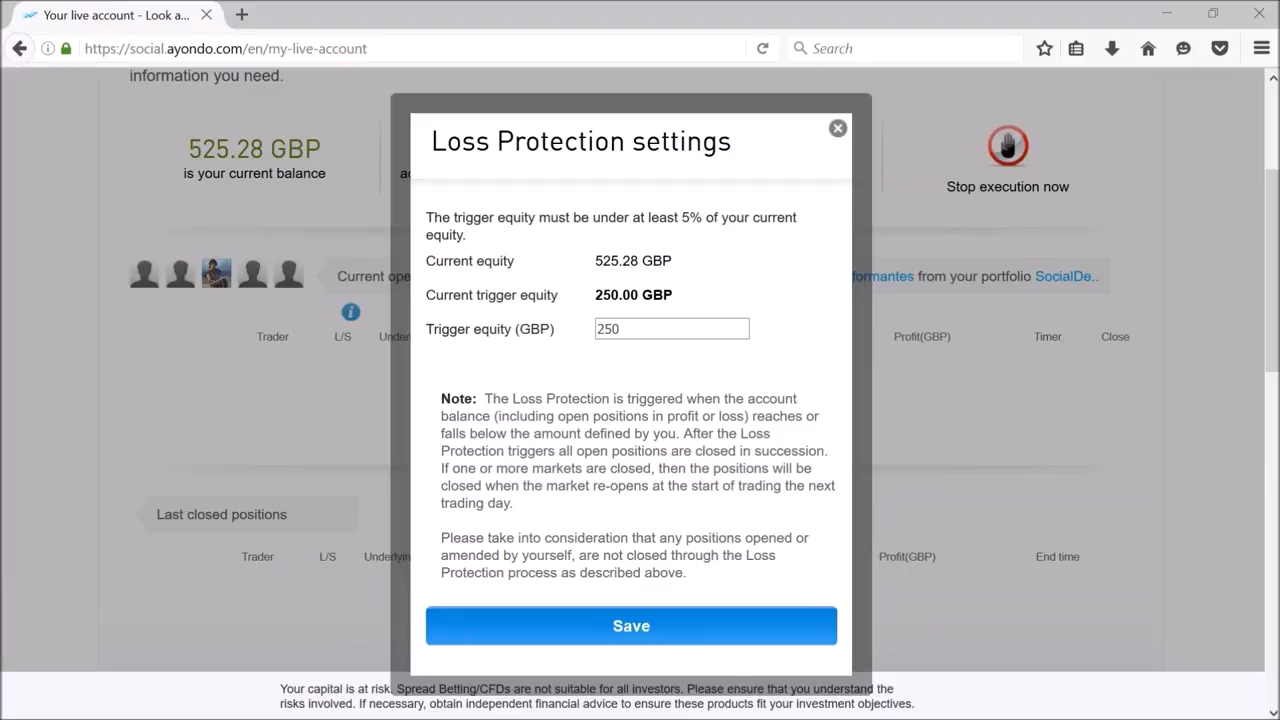 Your live account - Look a...
https://social.ayondo.com/en/my-live-account
Search
information you need.
525.28 GBP
is your current balance
Stop execution now
Loss Protection settings
The trigger equity must be under at least 5% of your current
equity.
Current equity 525.28 GBP
Current trigger equity 250.00 GBP
Trigger equity (GBP) 250
Note: The Loss Protection is triggered when the account
balance (including open positions in profit or loss) reaches or
falls below the amount defined by you. After the Loss
Protection triggers all open positions are closed in succession.
If one or more markets are closed, then the positions will be
closed when the market re-opens at the start of trading the next
trading day.
Please take into consideration that any positions opened or
amended by yourself, are not closed through the Loss
Protection process as described above.
Save
Current ope
formantes from your portfolio SocialDe..
Trader L/S Under Profit(GBP) Timer Close
Last closed positions
Trader L/S Underlyin Profit(GBP) End time
Your capital is at risk. Spread Betting/CFDs are not suitable for all investors. Please ensure that you understand the
risks involved. If necessary, obtain independent financial advice to ensure these products fit your investment objectives.